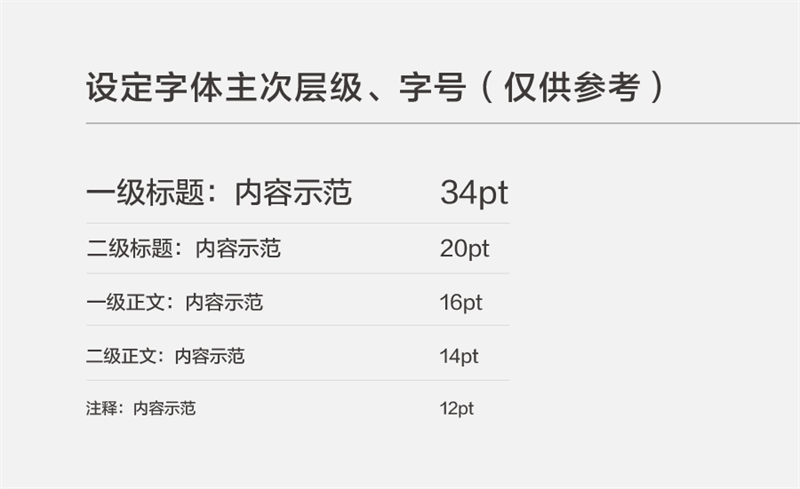 设定字体主次层级、字号（仅供参考）
一级标题：内容示范 34pt
二级标题：内容示范 20pt
一级正文：内容示范 16pt
二级正文：内容示范 14pt
注释：内容示范 12pt